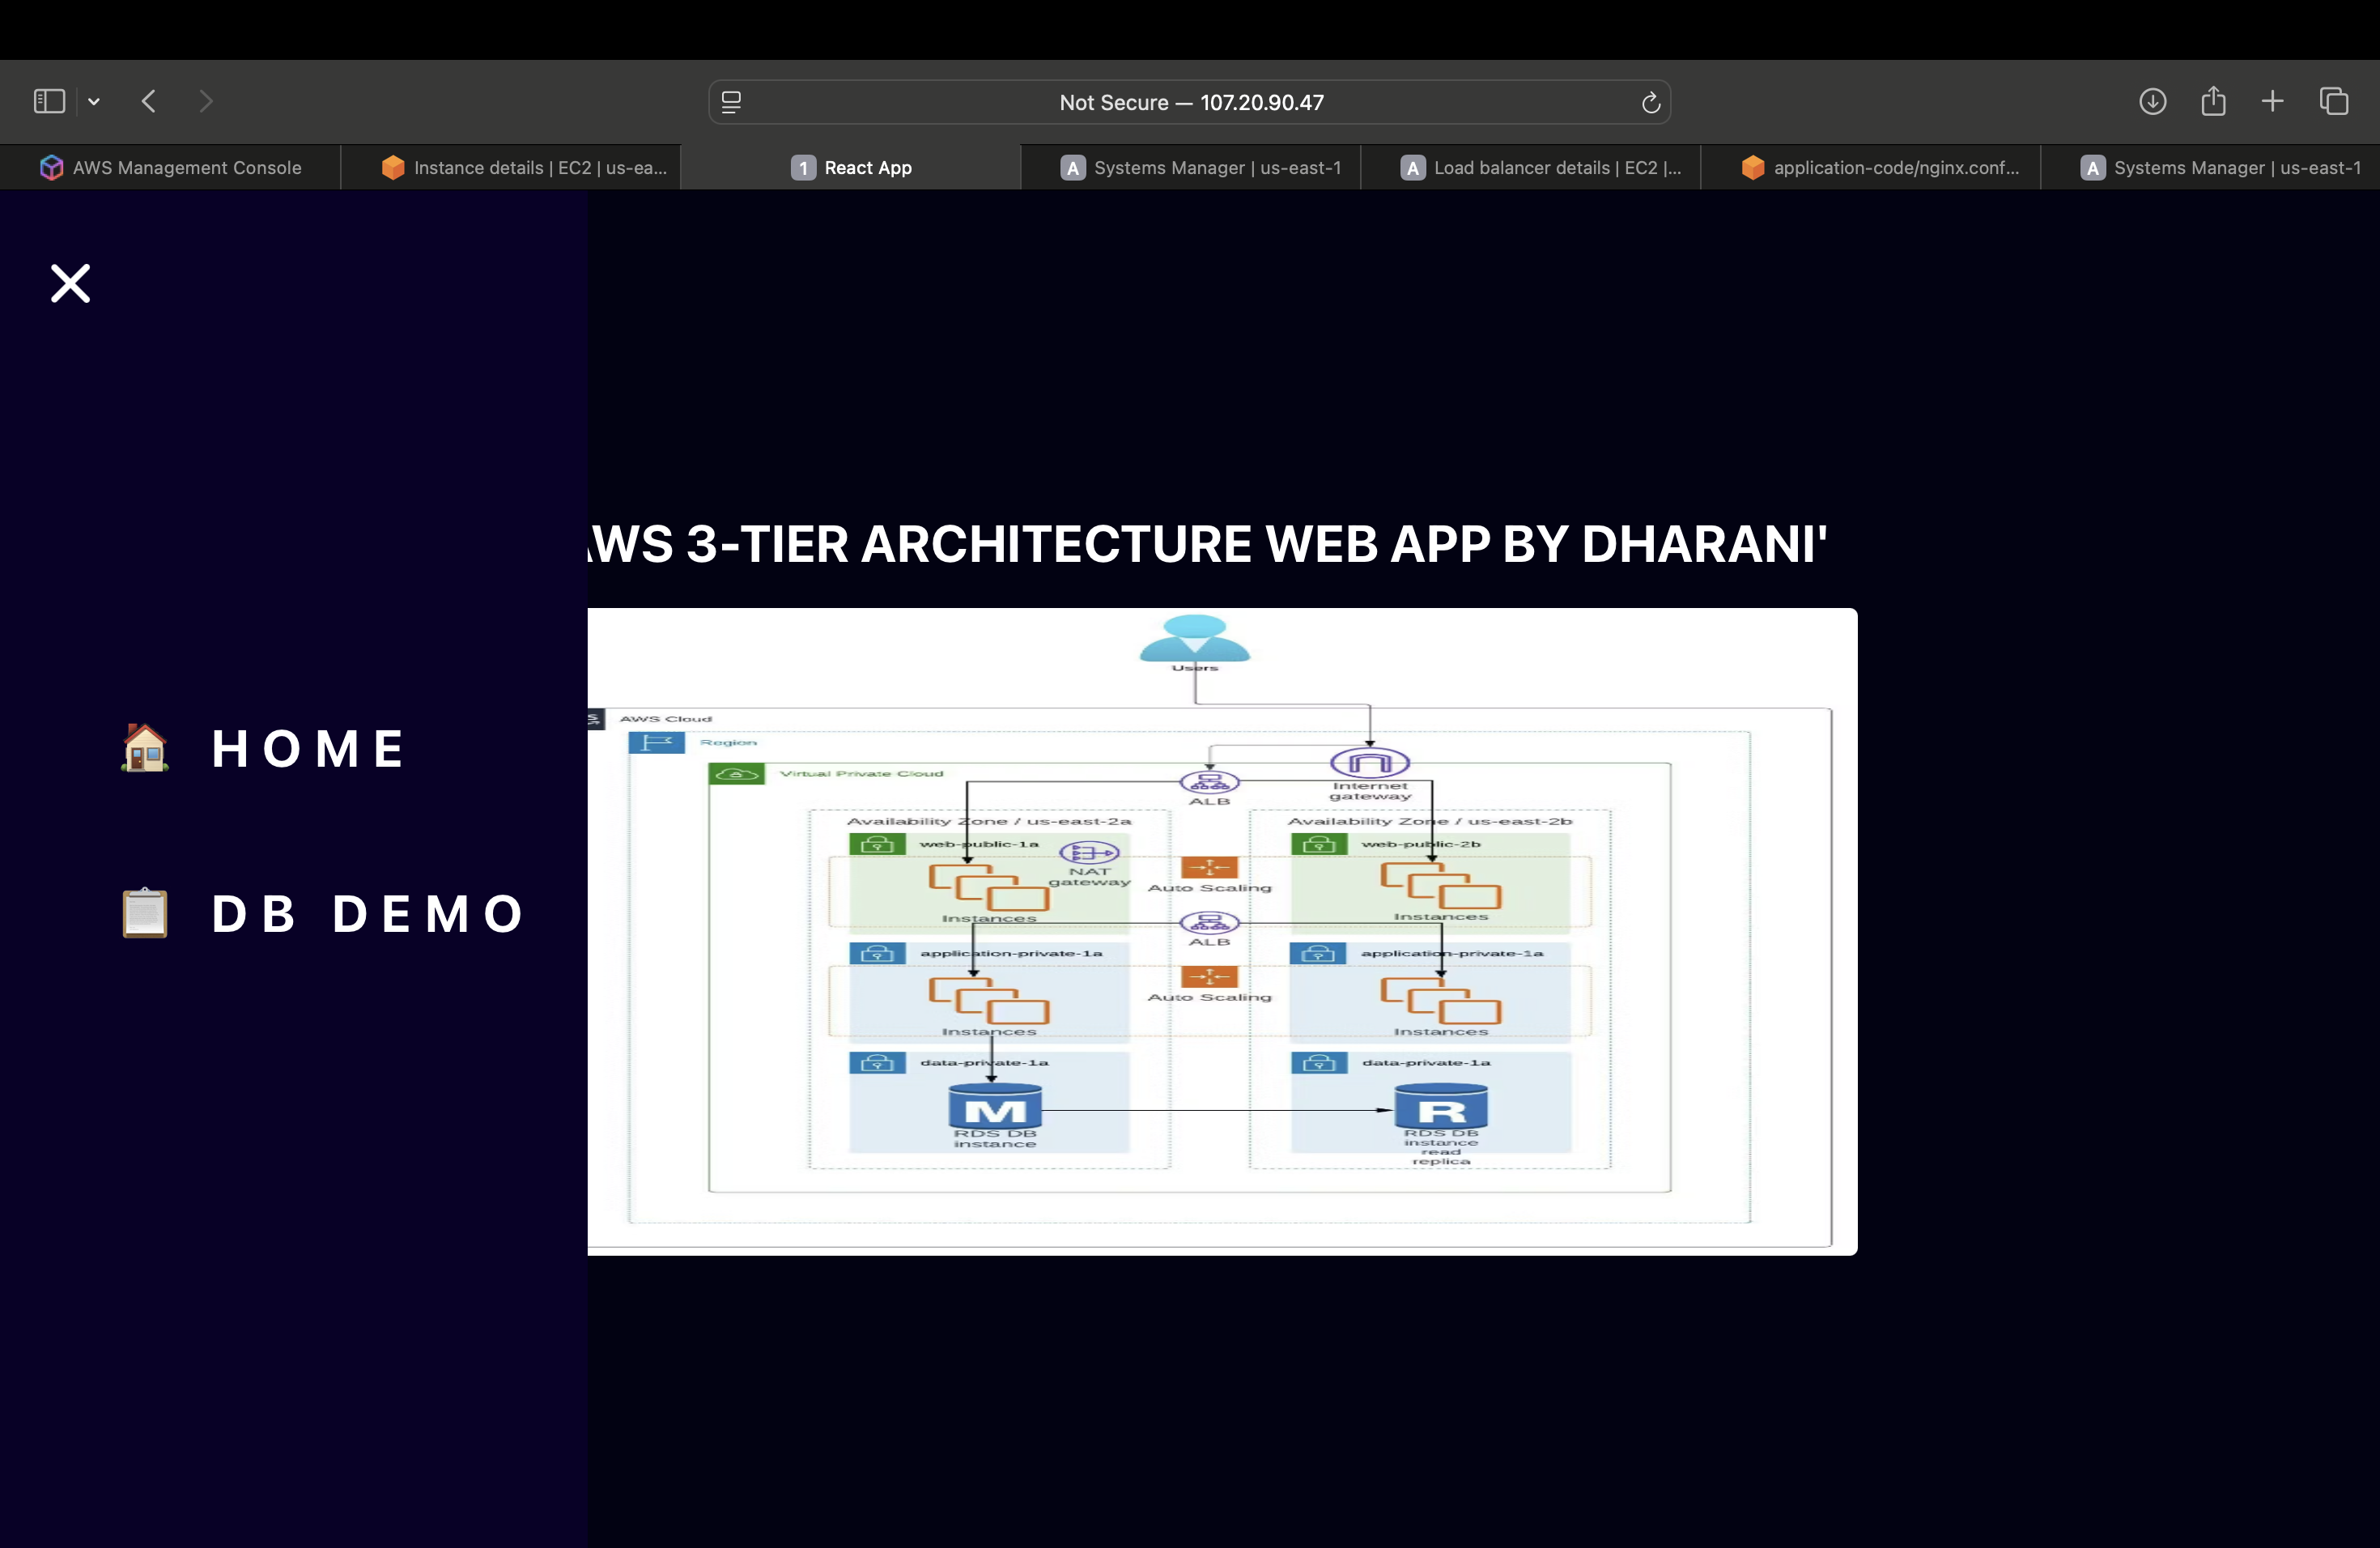 Not Secure — 107.20.90.47
AWS Management Console
Instance details | EC2 | us-ea...
1 React App
A Systems Manager | us-east-1
A Load balancer details | EC2 |...
application-code/nginx.conf...
A Systems Manager | us-east-1
WS 3-TIER ARCHITECTURE WEB APP BY DHARANI'
HOME
DB DEMO
Users
AWS Cloud
Region
Virtual Private Cloud
ALB
Internet
gateway
Availability Zone / us-east-2a
Availability Zone / us-east-2b
web-public-1a
web-public-2b
NAT
gateway
Auto Scaling
Instances
Instances
ALB
application-private-1a
application-private-1a
Auto Scaling
Instances
Instances
data-private-1a
data-private-1a
M
R
RDS DB
instance
RDS DB
instance
read
replica